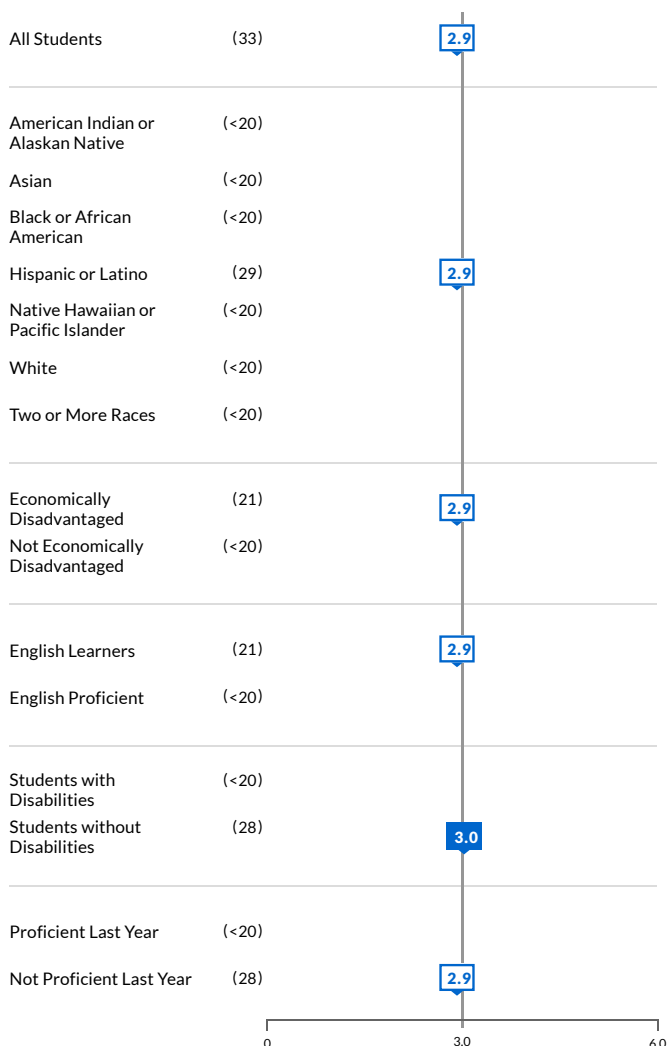 All Students (33) 2.9
American Indian or (<20)
Alaskan Native
Asian (<20)
Black or African (<20)
American
Hispanic or Latino (29) 2.9
Native Hawaiian or (<20)
Pacific Islander
White (<20)
Two or More Races (<20)
Economically (21) 2.9
Disadvantaged
Not Economically (<20)
Disadvantaged
English Learners (21) 2.9
English Proficient (<20)
Students with (<20)
Disabilities
Students without (28) 3.0
Disabilities
Proficient Last Year (<20)
Not Proficient Last Year (28) 2.9
0 3.0 6.0